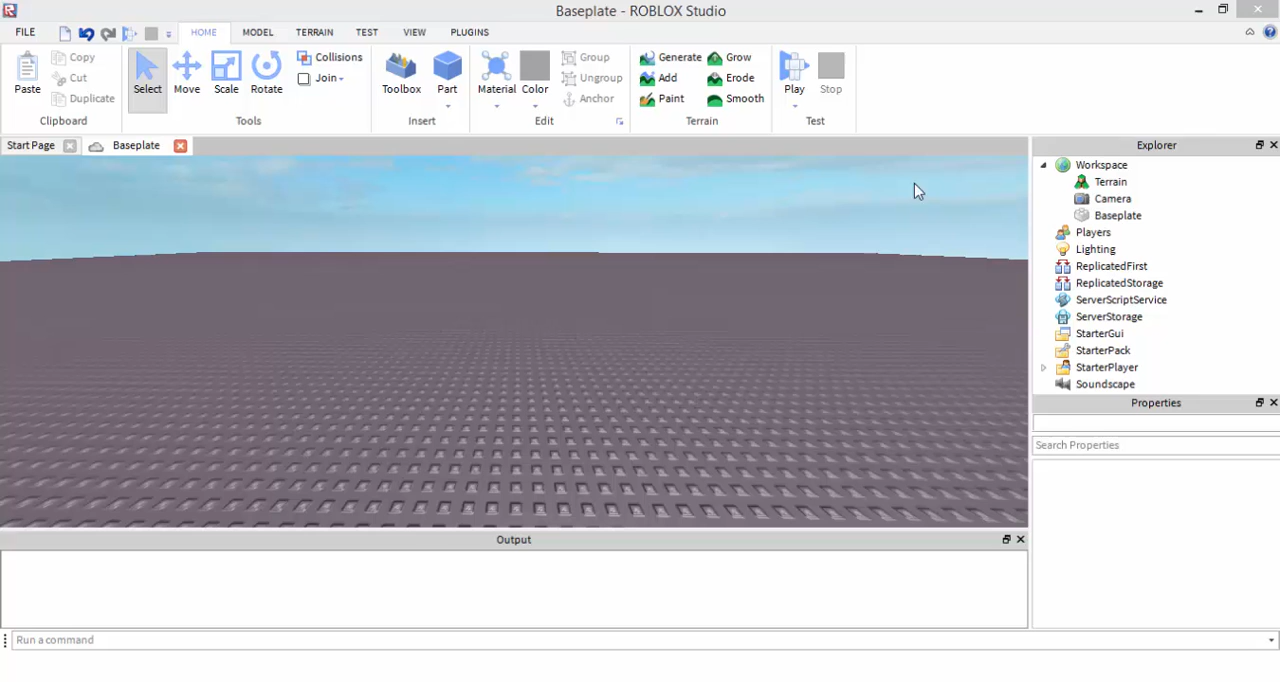 Baseplate - ROBLOX Studio
FILE HOME MODEL TERRAIN TEST VIEW PLUGINS
Paste
Copy
Cut
Duplicate
Clipboard
Select
Move
Scale
Rotate
Collisions
Join
Tools
Toolbox
Part
Insert
Material
Color
Group
Ungroup
Anchor
Edit
Generate
Add
Paint
Grow
Erode
Smooth
Terrain
Play
Stop
Test
Start Page
Baseplate
Explorer
Workspace
Terrain
Camera
Baseplate
Players
Lighting
ReplicatedFirst
ReplicatedStorage
ServerScriptService
ServerStorage
StarterGui
StarterPack
StarterPlayer
Soundscape
Properties
Search Properties
Output
Run a command